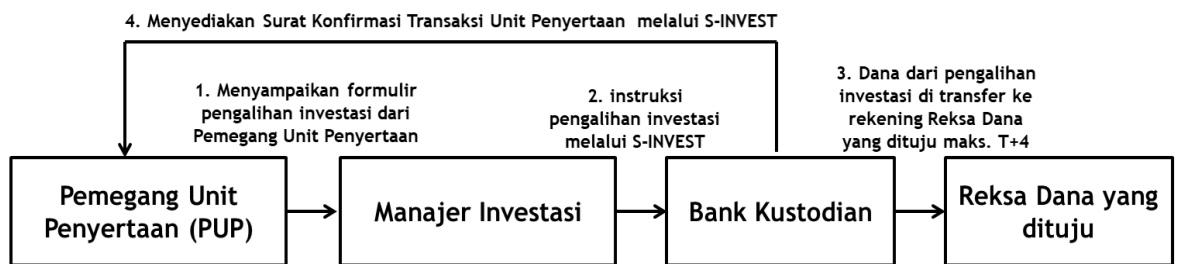 4. Menyediakan Surat Konfirmasi Transaksi Unit Penyertaan melalui S-INVEST
1. Menyampaikan formulir
pengalihan investasi dari
Pemegang Unit Penyertaan
2. instruksi
pengalihan investasi
melalui S-INVEST
3. Dana dari pengalihan
investasi di transfer ke
rekening Reksa Dana
yang dituju maks. T+4
Pemegang Unit
Penyertaan (PUP)
Manajer Investasi
Bank Kustodian
Reksa Dana yang
dituju